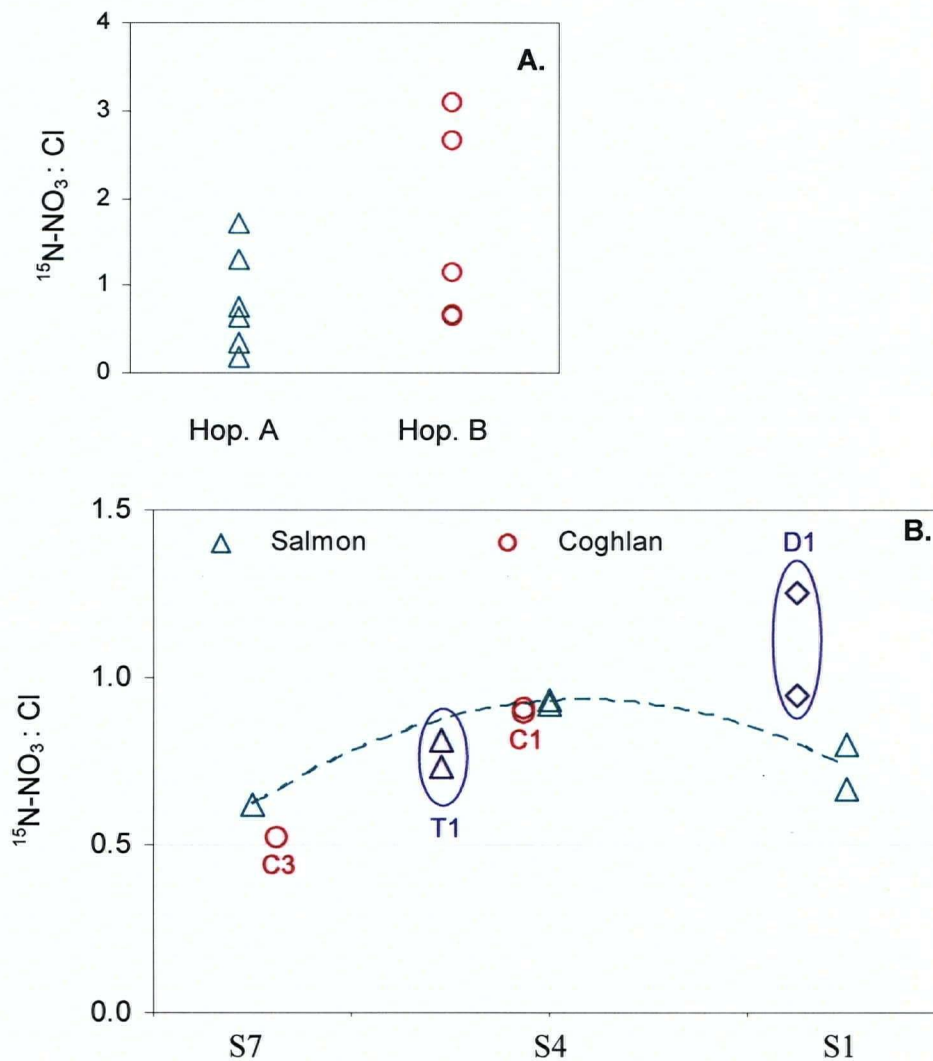 4
A.
3
2
1
0
¹⁵N-NO₃ : Cl
Hop. A Hop. B
1.5
△ Salmon ○ Coghlan
B.
D1
1.0
C1
T1
0.5
C3
0.0
¹⁵N-NO₃ : Cl
S7 S4 S1